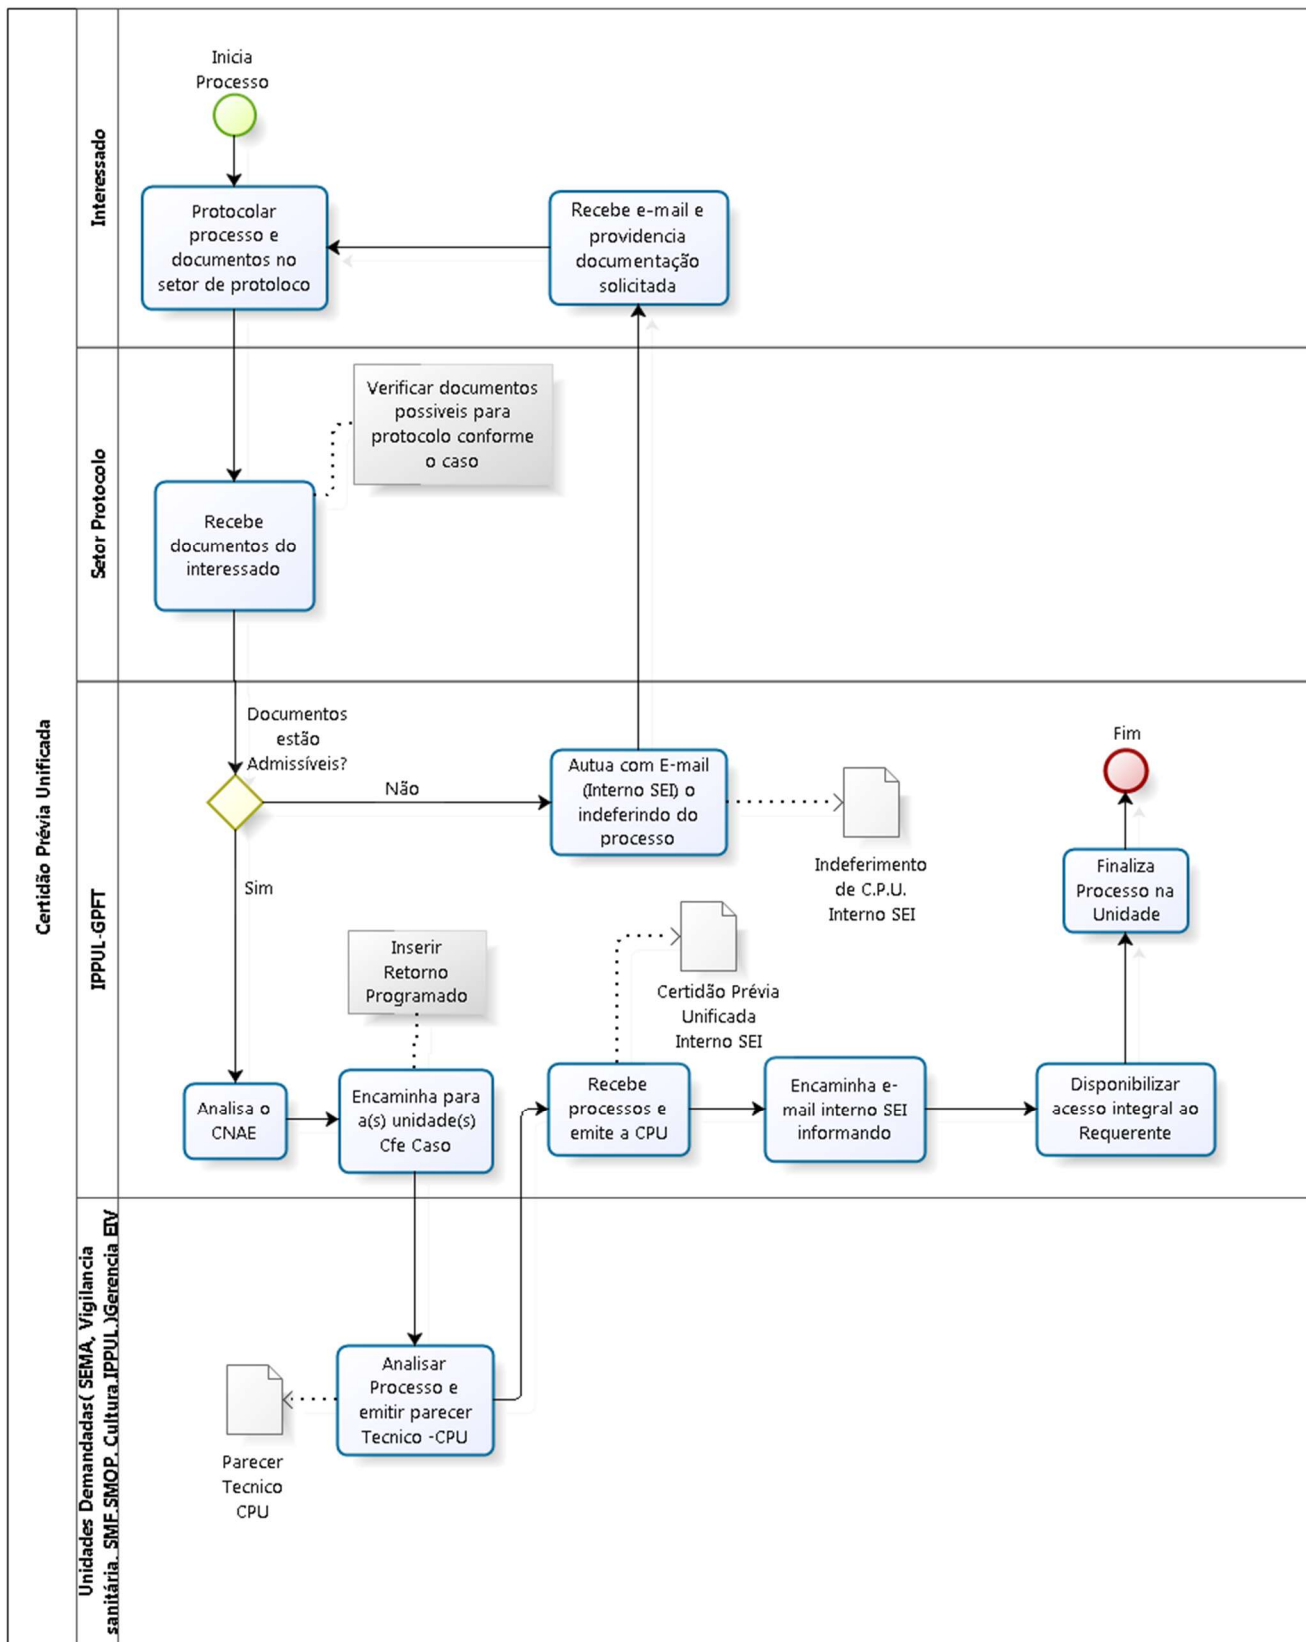 Certidão Prévia Unificada
Interessado
Inicia
Processo
Protocolar
processo e
documentos no
setor de protoloco
Recebe e-mail e
providencia
documentação
solicitada
Setor Protocolo
Verificar documentos
possiveis para
protocolo conforme
o caso
Recebe
documentos do
interessado
IPPUL-GPFT
Documentos
estão
Admissíveis?
Não
Sim
Autua com E-mail
(Interno SEI) o
indeferindo do
processo
Indeferimento
de C.P.U.
Interno SEI
Fim
Finaliza
Processo na
Unidade
Inserir
Retorno
Programado
Certidão Prévia
Unificada
Interno SEI
Analisa o
CNAE
Encaminha para
a(s) unidade(s)
Cfe Caso
Recebe
processos e
emite a CPU
Encaminha e-
mail interno SEI
informando
Disponibilizar
acesso integral ao
Requerente
Unidades Demandadas( SEMA, Vigilancia
sanitária, SMF,SMOP, Cultura,IPPUL.)Gerencia EIV
Analisar
Processo e
emitir parecer
Tecnico -CPU
Parecer
Tecnico
CPU